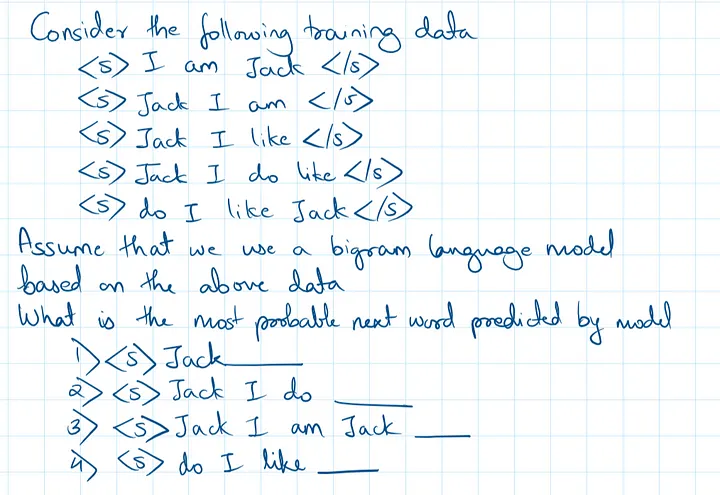 Consider the following training data
<s> I am Jack </s>
<s> Jack I am </s>
<s> Jack I like </s>
<s> Jack I do like </s>
<s> do I like Jack </s>
Assume that we use a bigram language model
based on the above data
What is the most probable next word predicted by model
1) <s> Jack ______
2) <s> Jack I do ______
3) <s> Jack I am Jack ____
4) <s> do I like _____